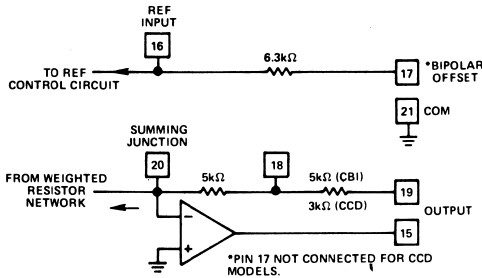 REF
INPUT
16
6.3kΩ
TO REF
CONTROL CIRCUIT
17
*BIPOLAR
OFFSET
21
COM
SUMMING
JUNCTION
20
18
FROM WEIGHTED
RESISTOR
NETWORK
5kΩ
5kΩ (CBI)
3kΩ (CCD)
19
OUTPUT
15
−
+
*PIN 17 NOT CONNECTED FOR CCD
MODELS.